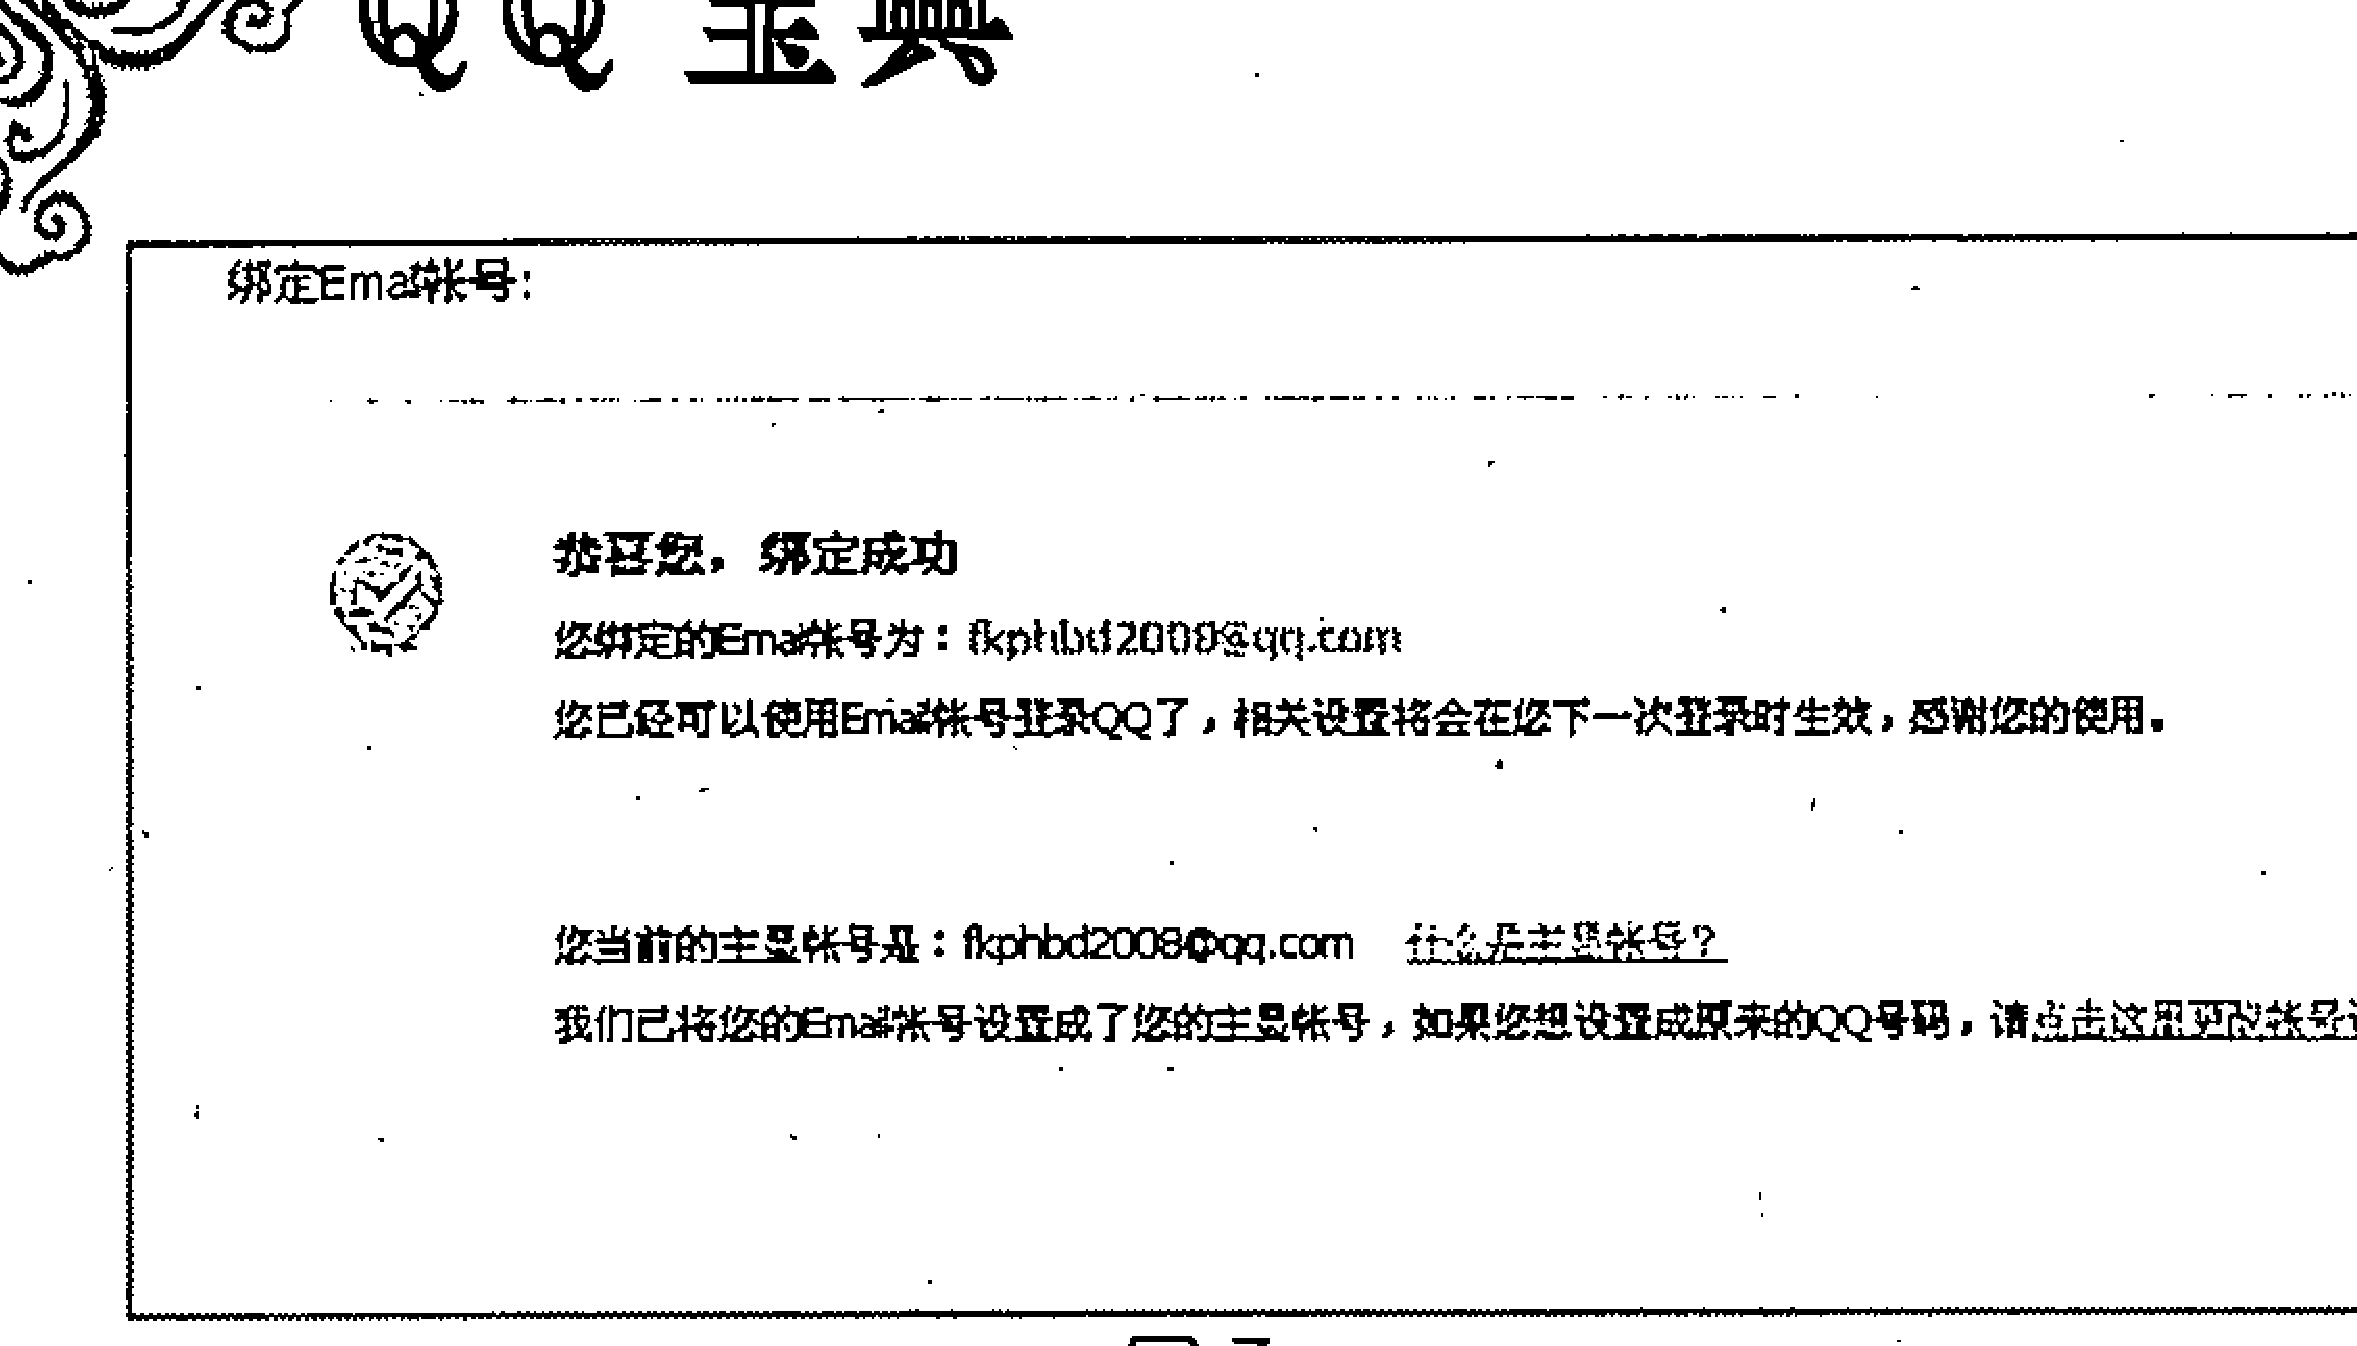 QQ 宝典
绑定Email帐号:
恭喜您，绑定成功
您绑定的Email帐号为：fkphbd2008@qq.com
您已经可以使用Email帐号登录QQ了，相关设置将会在您下一次登录时生效，感谢您的使用。
您当前的主显帐号是：fkphbd2008@qq.com 什么是主显帐号？
我们已将您的Email帐号设置成了您的主显帐号，如果您想设置成原来的QQ号码，请点击这里更改帐号